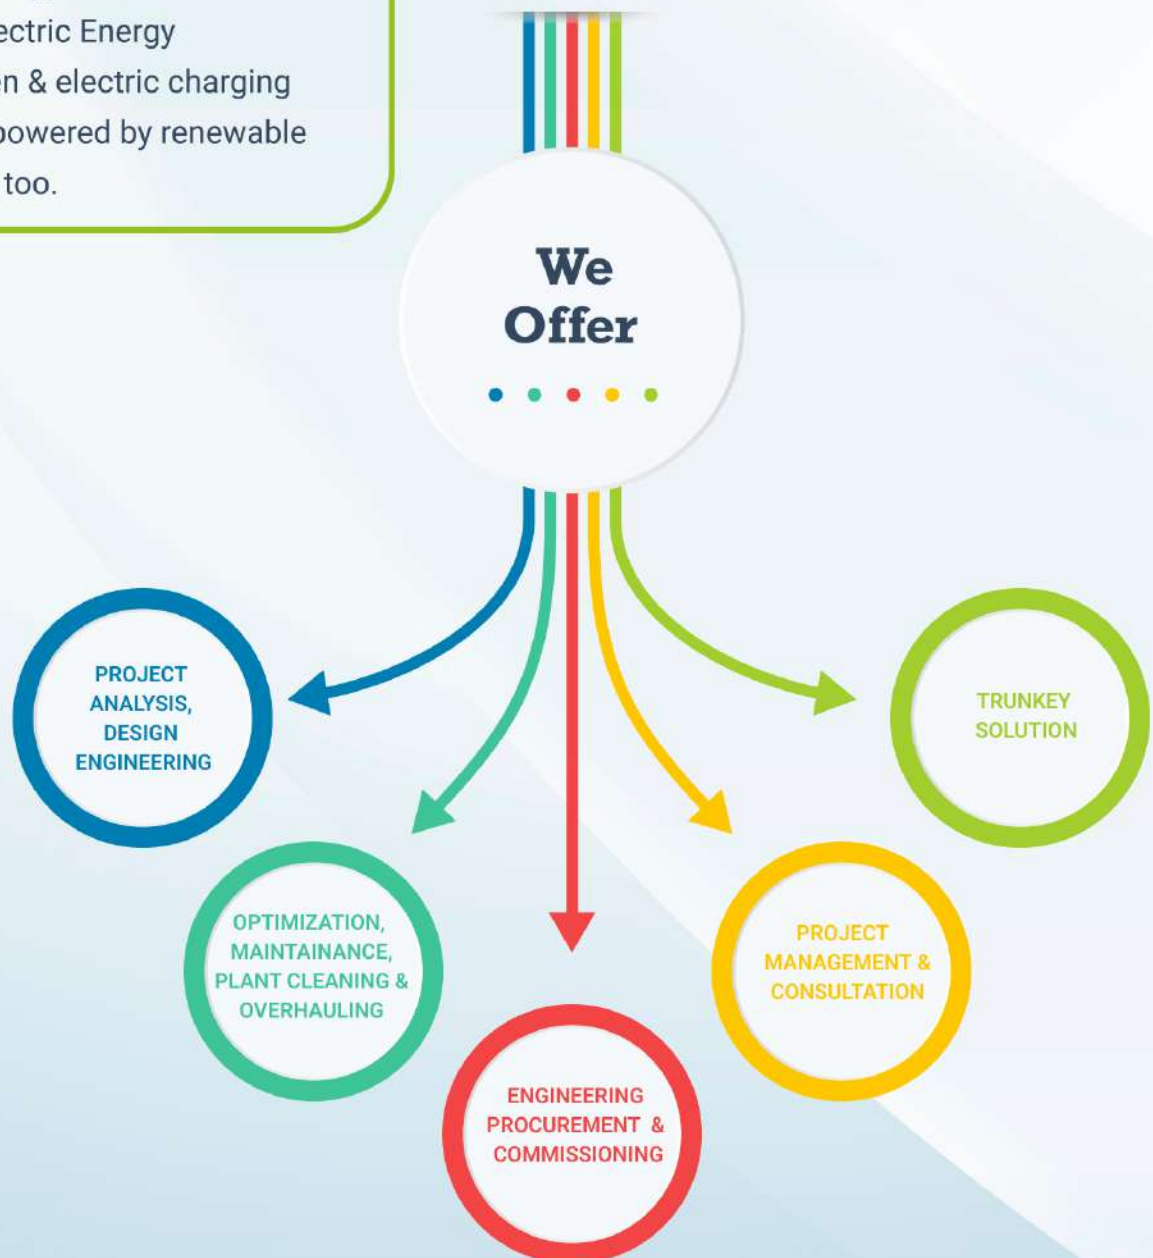 ectric Energy
& electric charging
powered by renewable
too.
We
Offer
PROJECT
ANALYSIS,
DESIGN
ENGINEERING
TRUNKEY
SOLUTION
OPTIMIZATION,
MAINTAINANCE,
PLANT CLEANING &
OVERHAULING
PROJECT
MANAGEMENT &
CONSULTATION
ENGINEERING
PROCUREMENT &
COMMISSIONING